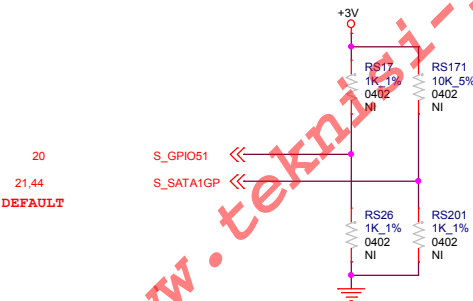 +3V
RS17
1K_1%
0402
NI
RS171
10K_5%
0402
NI
20
S_GPIO51
21,44
S_SATA1GP
DEFAULT
RS26
1K_1%
0402
NI
RS201
1K_1%
0402
NI
w.teknisi-